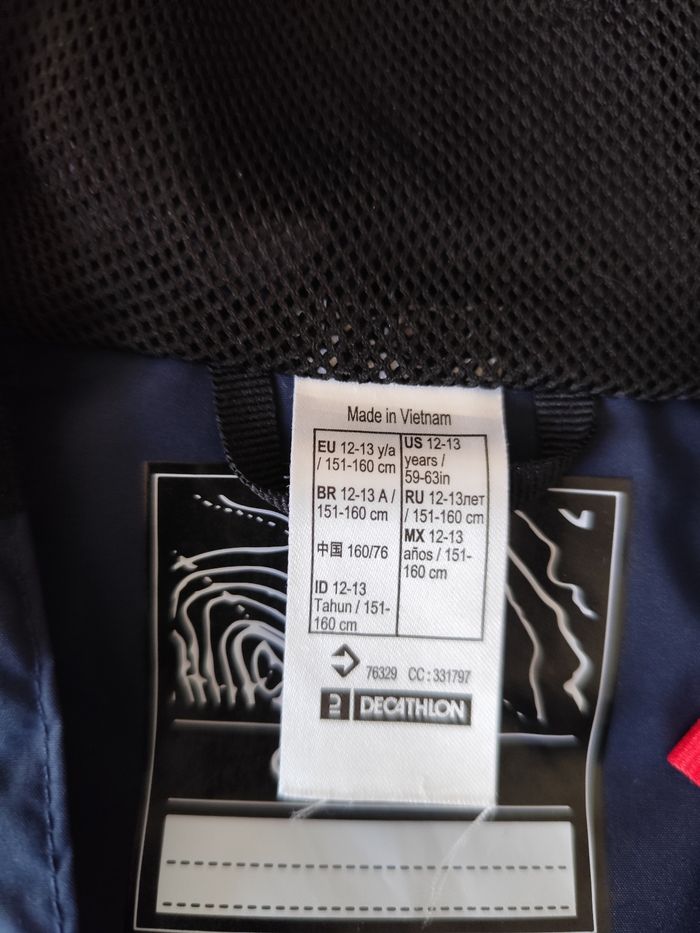 Made in Vietnam
EU 12-13 y/a
/ 151-160 cm
BR 12-13 A /
151-160 cm
中国 160/76
ID 12-13
Tahun / 151-
160 cm
US 12-13
years /
59-63in
RU 12-13лет
/ 151-160 cm
MX 12-13
años / 151-
160 cm
76329 CC : 331797
DECATHLON